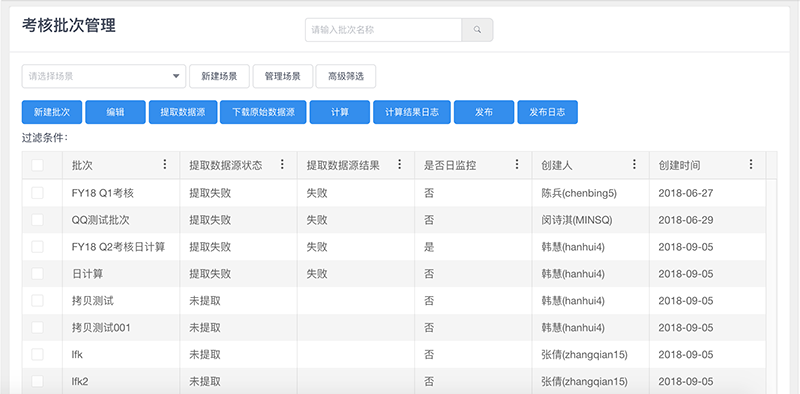 考核批次管理
请输入批次名称
请选择场景 新建场景 管理场景 高级筛选
新建批次 编辑 提取数据源 下载原始数据源 计算 计算结果日志 发布 发布日志
过滤条件：
批次 提取数据源状态 提取数据源结果 是否日监控 创建人 创建时间
FY18 Q1考核 提取失败 失败 否 陈兵(chenbing5) 2018-06-27
QQ测试批次 提取失败 失败 否 闵诗淇(MINSQ) 2018-06-29
FY18 Q2考核日计算 提取失败 失败 是 韩慧(hanhui4) 2018-09-05
日计算 提取失败 失败 否 韩慧(hanhui4) 2018-09-05
拷贝测试 未提取 否 韩慧(hanhui4) 2018-09-05
拷贝测试001 未提取 否 韩慧(hanhui4) 2018-09-05
lfk 未提取 否 张倩(zhangqian15) 2018-09-05
lfk2 未提取 否 张倩(zhangqian15) 2018-09-05